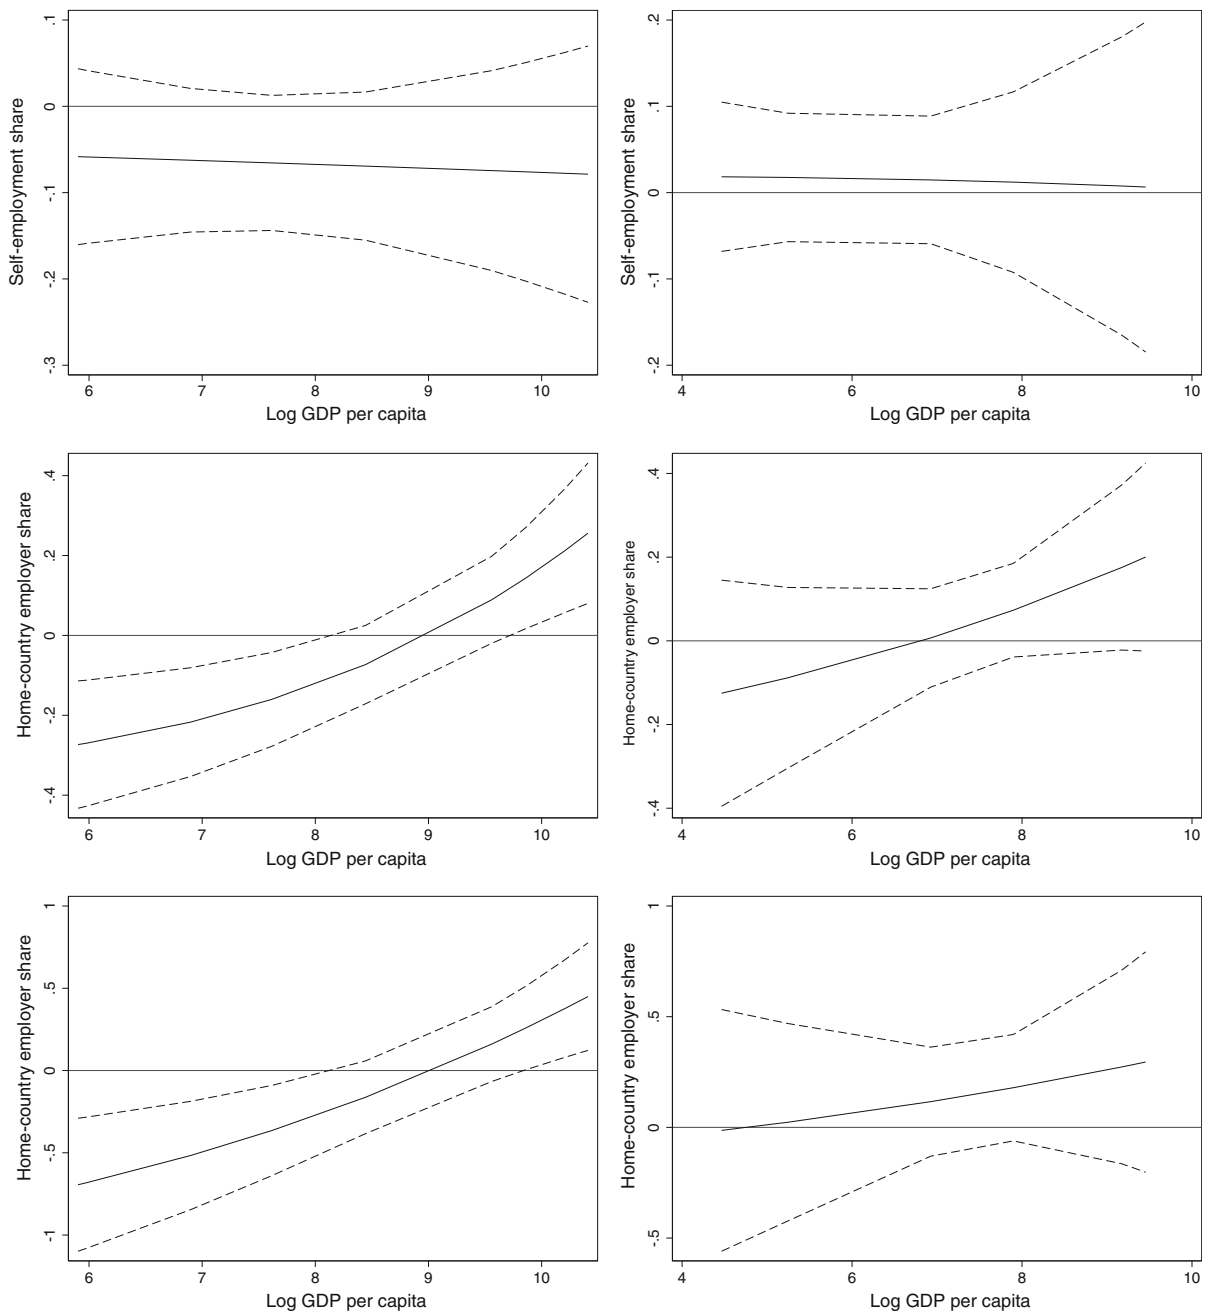 Self-employment share
.1
0
-.1
-.2
-.3
6 7 8 9 10
Log GDP per capita
Self-employment share
.2
.1
0
-.1
-.2
4 6 8 10
Log GDP per capita
Home-country employer share
.4
.2
0
-.2
-.4
6 7 8 9 10
Log GDP per capita
Home-country employer share
.4
.2
0
-.2
-.4
4 6 8 10
Log GDP per capita
Home-country employer share
1
.5
0
-.5
-1
6 7 8 9 10
Log GDP per capita
Home-country employer share
1
.5
0
-.5
4 6 8 10
Log GDP per capita